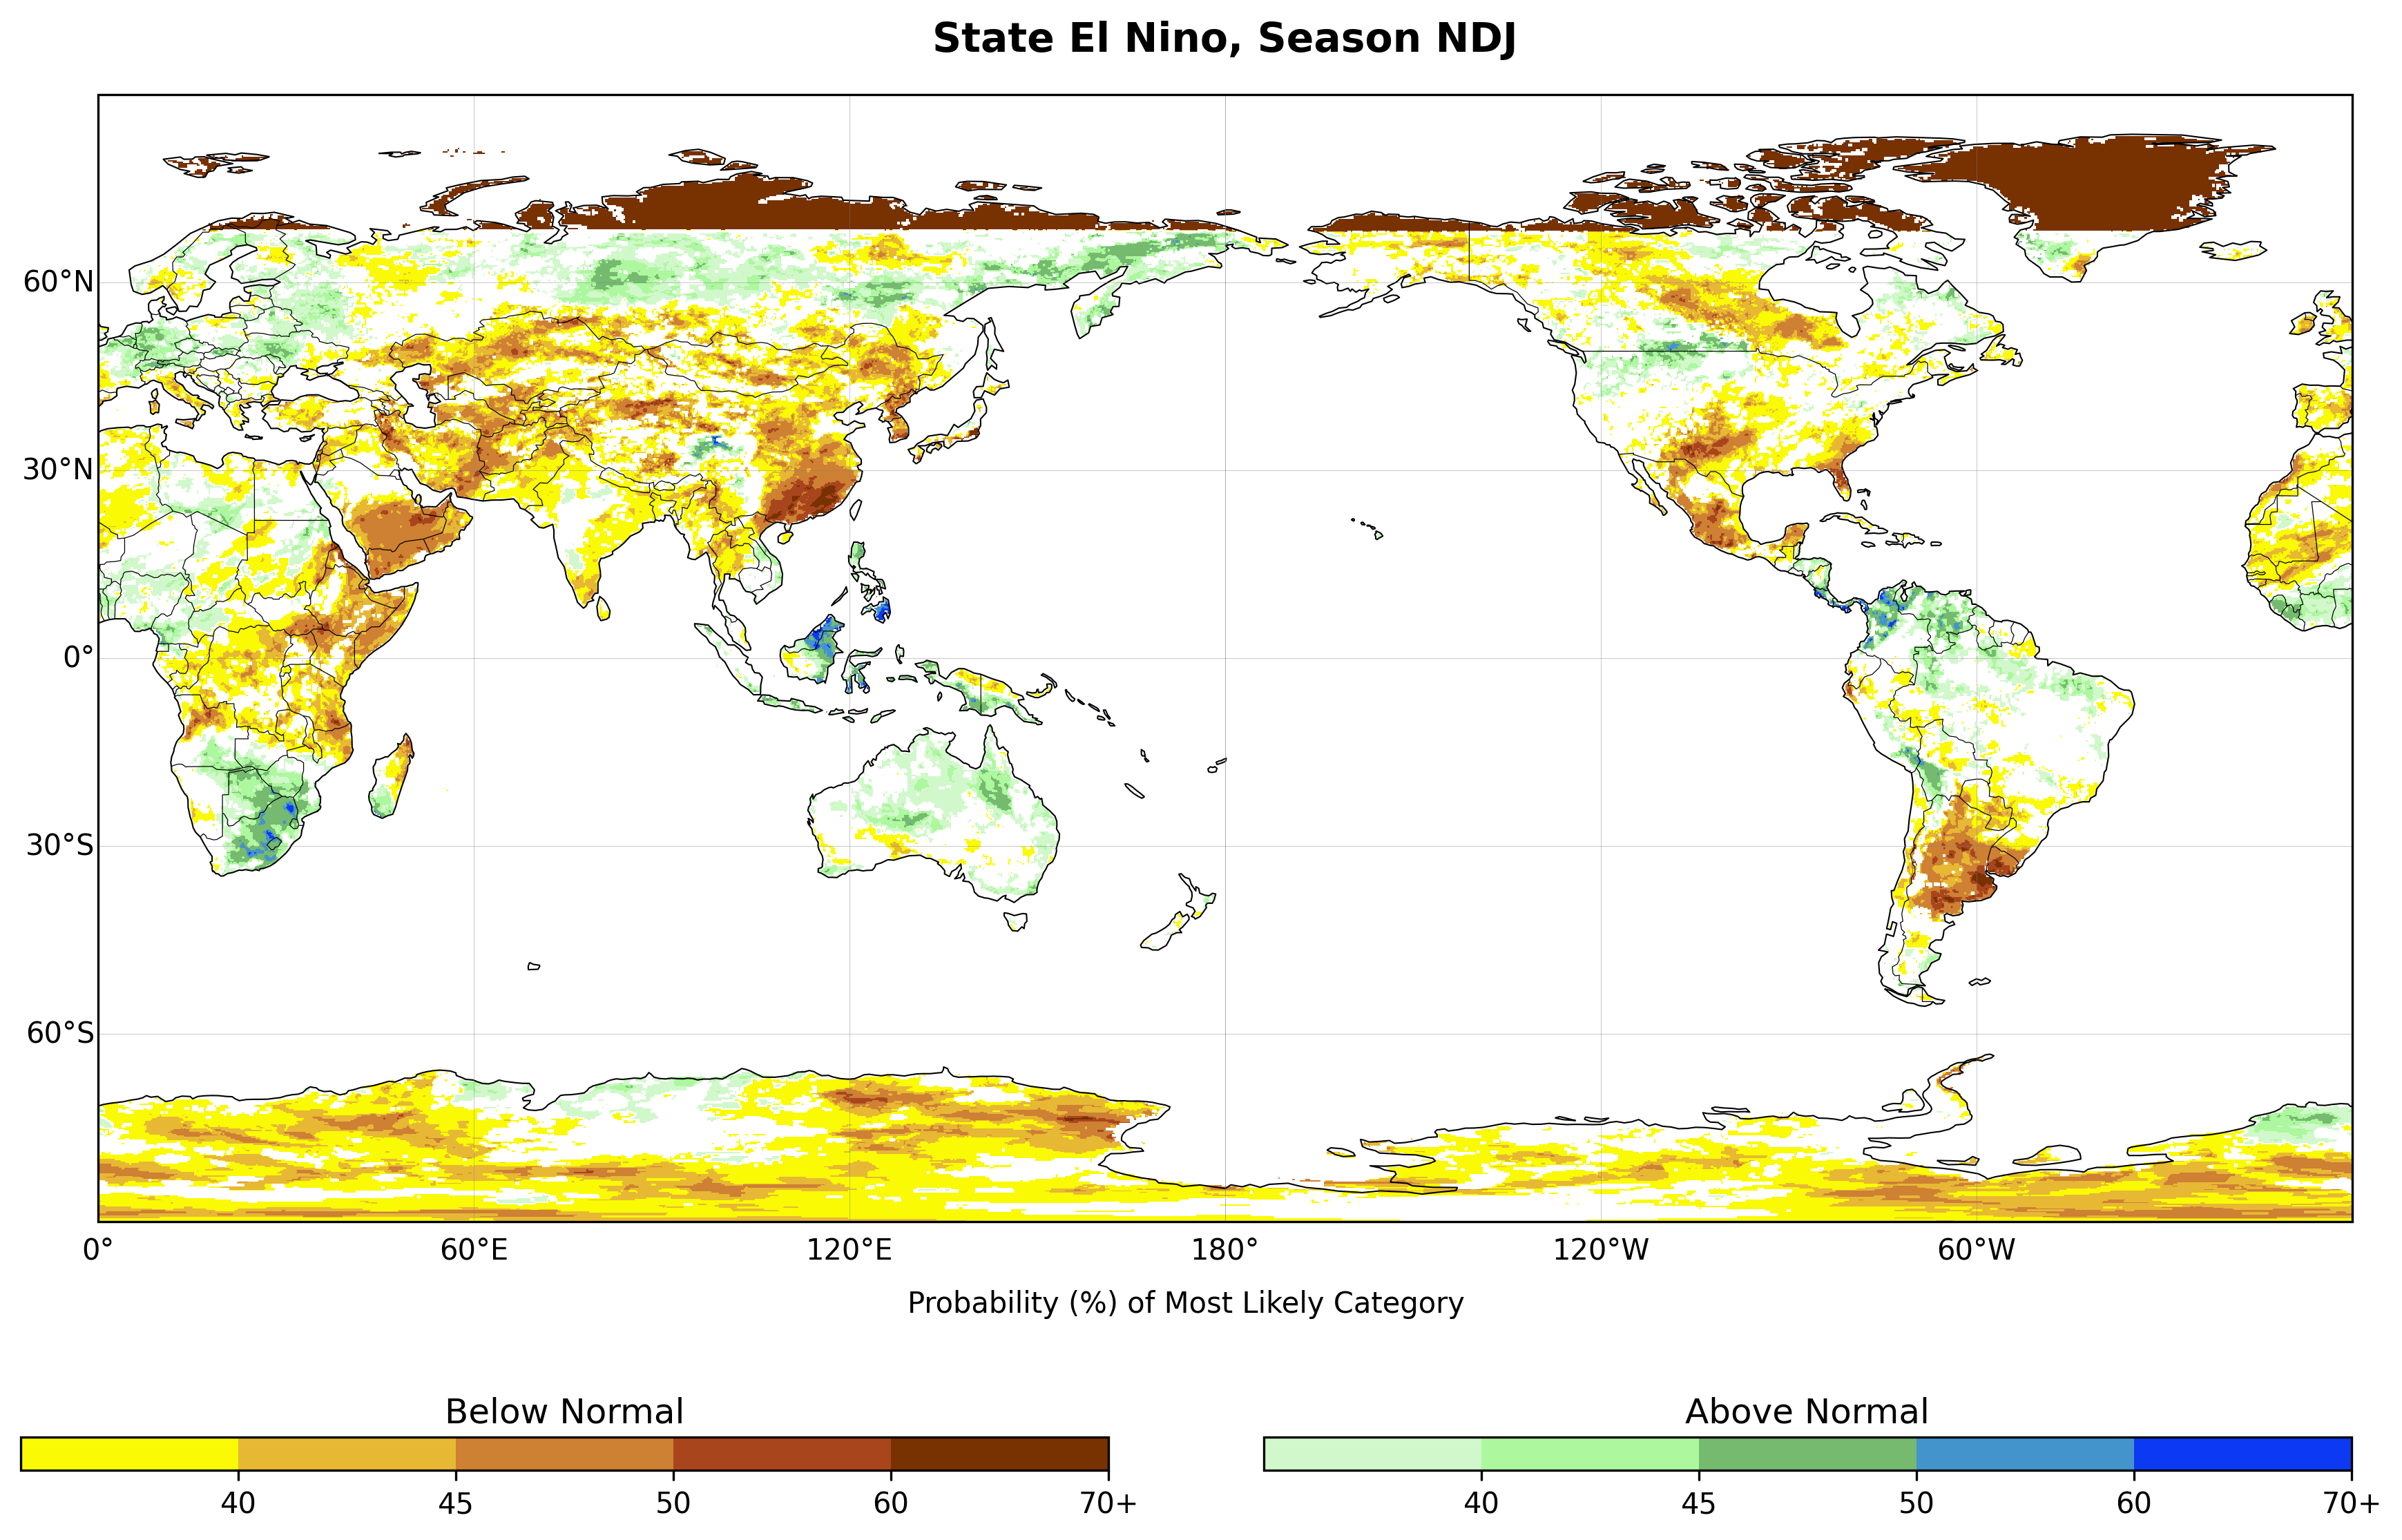 State El Nino, Season NDJ
60°N
30°N
0°
30°S
60°S
0° 60°E 120°E 180° 120°W 60°W
Probability (%) of Most Likely Category
Below Normal Above Normal
40 45 50 60 70+ 40 45 50 60 70+